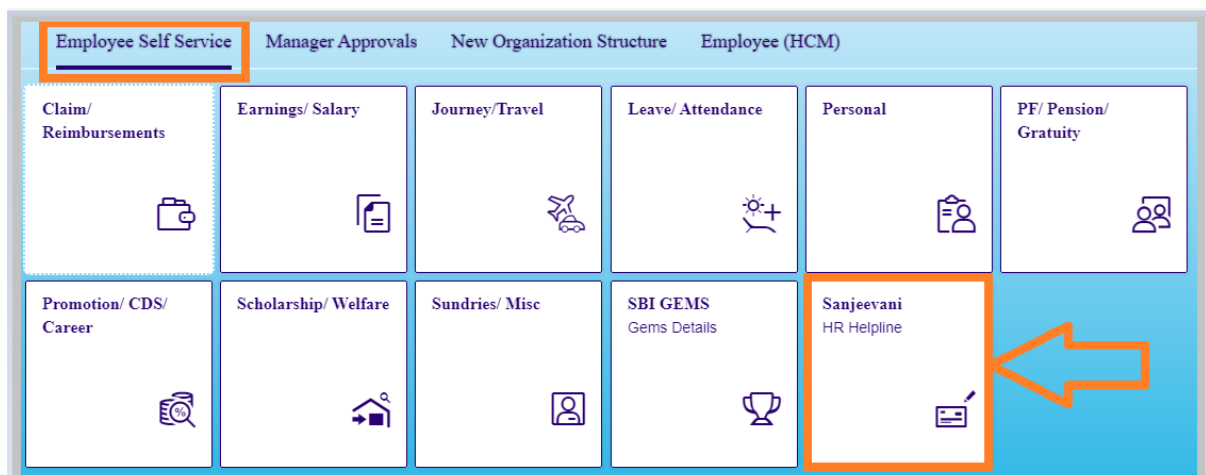 Employee Self Service Manager Approvals New Organization Structure Employee (HCM)
Claim/
Reimbursements
Earnings/ Salary
Journey/Travel
Leave/ Attendance
Personal
PF/ Pension/
Gratuity
Promotion/ CDS/
Career
Scholarship/ Welfare
Sundries/ Misc
SBI GEMS
Gems Details
Sanjeevani
HR Helpline